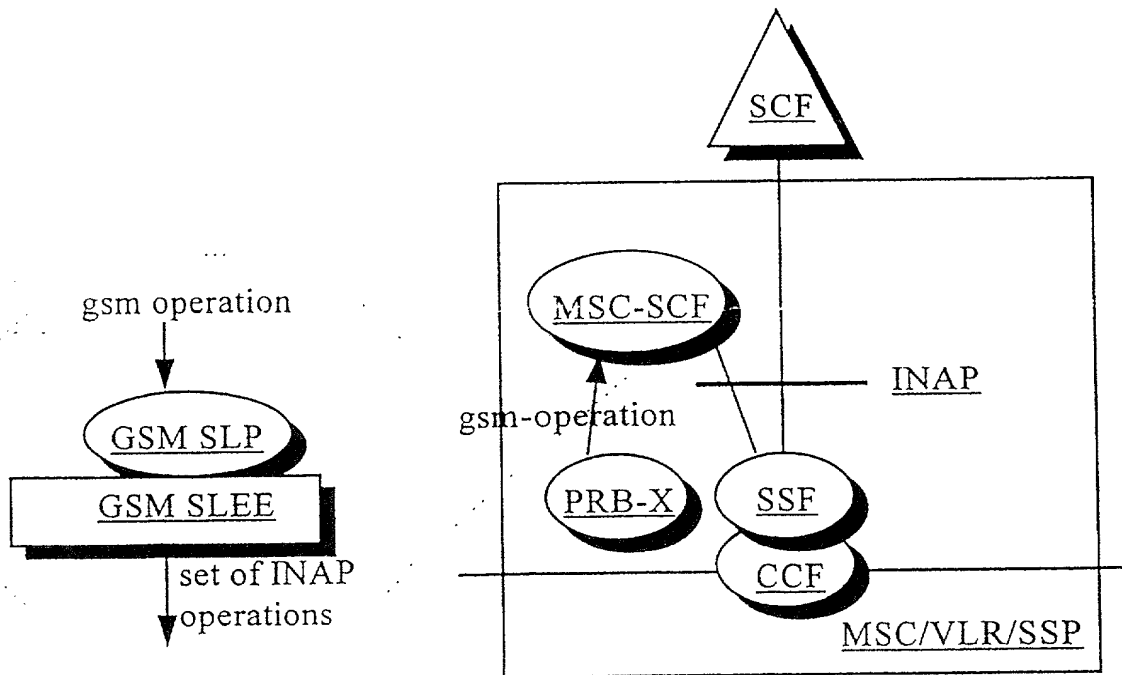 SCF
MSC-SCF
INAP
gsm-operation
PRB-X
SSF
CCF
MSC/VLR/SSP
gsm operation
GSM SLP
GSM SLEE
set of INAP
operations